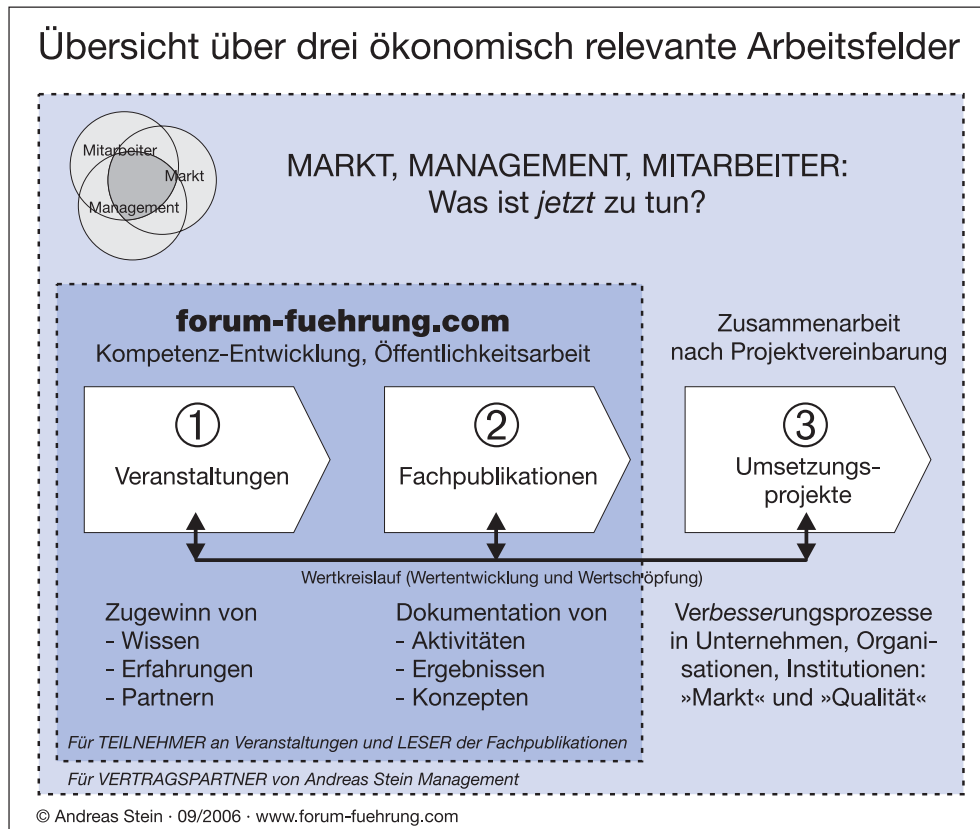 Übersicht über drei ökonomisch relevante Arbeitsfelder
Mitarbeiter
Markt
Management
MARKT, MANAGEMENT, MITARBEITER:
Was ist jetzt zu tun?
forum-fuehrung.com
Kompetenz-Entwicklung, Öffentlichkeitsarbeit
Zusammenarbeit
nach Projektvereinbarung
1
Veranstaltungen
2
Fachpublikationen
3
Umsetzungs-
projekte
Wertkreislauf (Wertentwicklung und Wertschöpfung)
Zugewinn von
- Wissen
- Erfahrungen
- Partnern
Dokumentation von
- Aktivitäten
- Ergebnissen
- Konzepten
Verbesserungsprozesse
in Unternehmen, Organi-
sationen, Institutionen:
»Markt« und »Qualität«
Für TEILNEHMER an Veranstaltungen und LESER der Fachpublikationen
Für VERTRAGSPARTNER von Andreas Stein Management
© Andreas Stein · 09/2006 · www.forum-fuehrung.com